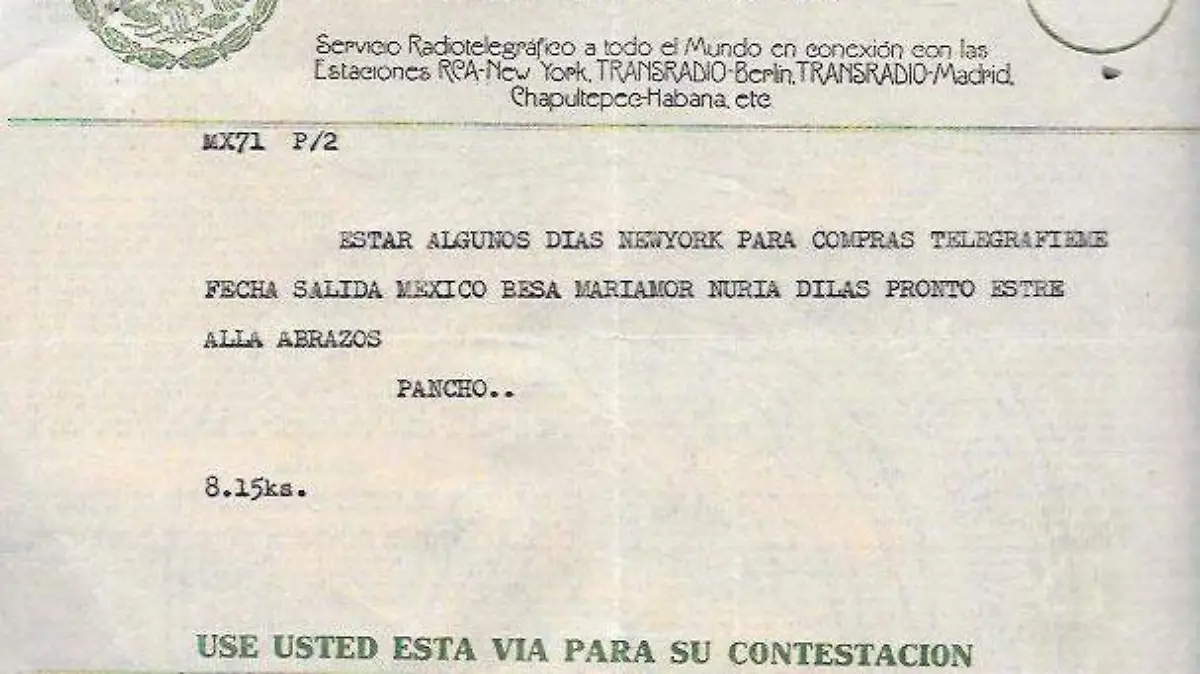 Servicio Radiotelegráfico a todo el Mundo en conexión con las
Estaciones RCA-New York, TRANSRADIO-Berlín, TRANSRADIO-Madrid,
Chapultepec-Habana, etc
MX71 P/2
ESTAR ALGUNOS DIAS NEWYORK PARA COMPRAS TELEGRAFIEME
FECHA SALIDA MEXICO BESA MARIAMOR NURIA DILAS PRONTO ESTRE
ALLA ABRAZOS
PANCHO..
8.15ks.
USE USTED ESTA VIA PARA SU CONTESTACION